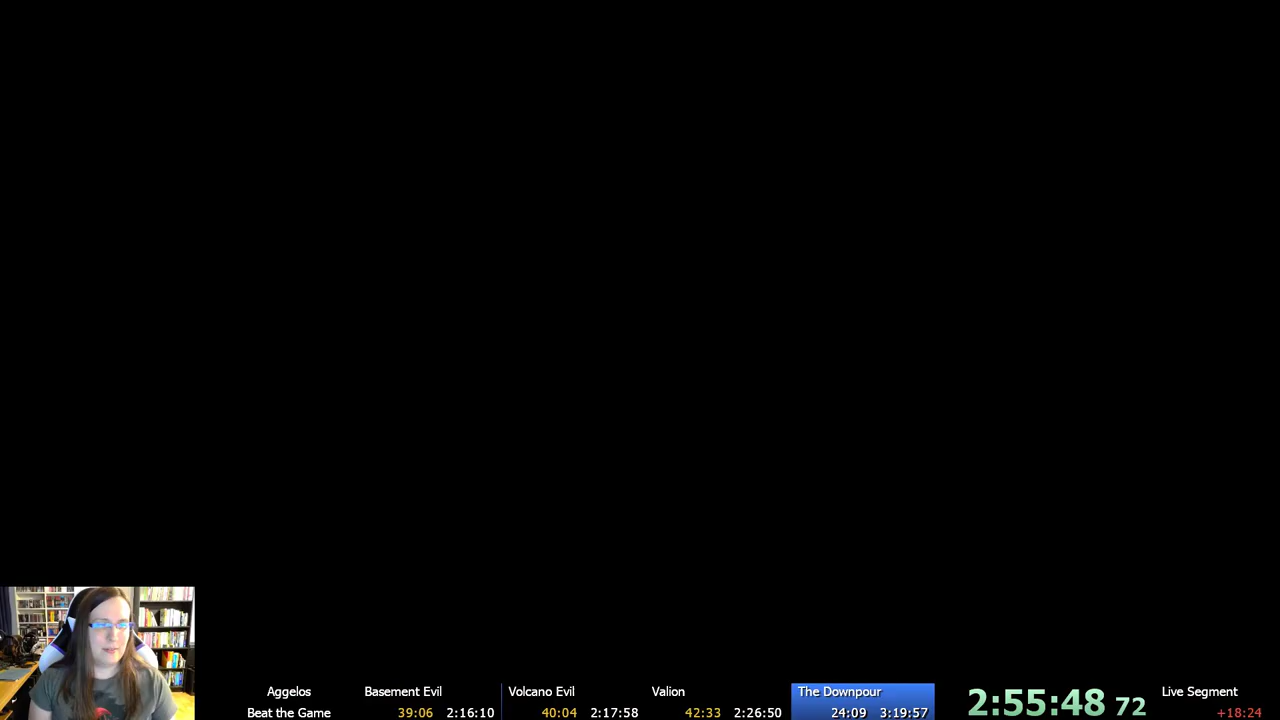 Aggelos
Beat the Game
Basement Evil
39:06 2:16:10
Volcano Evil
40:04 2:17:58
Valion
42:33 2:26:50
The Downpour
24:09 3:19:57
2:55:48 72
Live Segment
+18:24